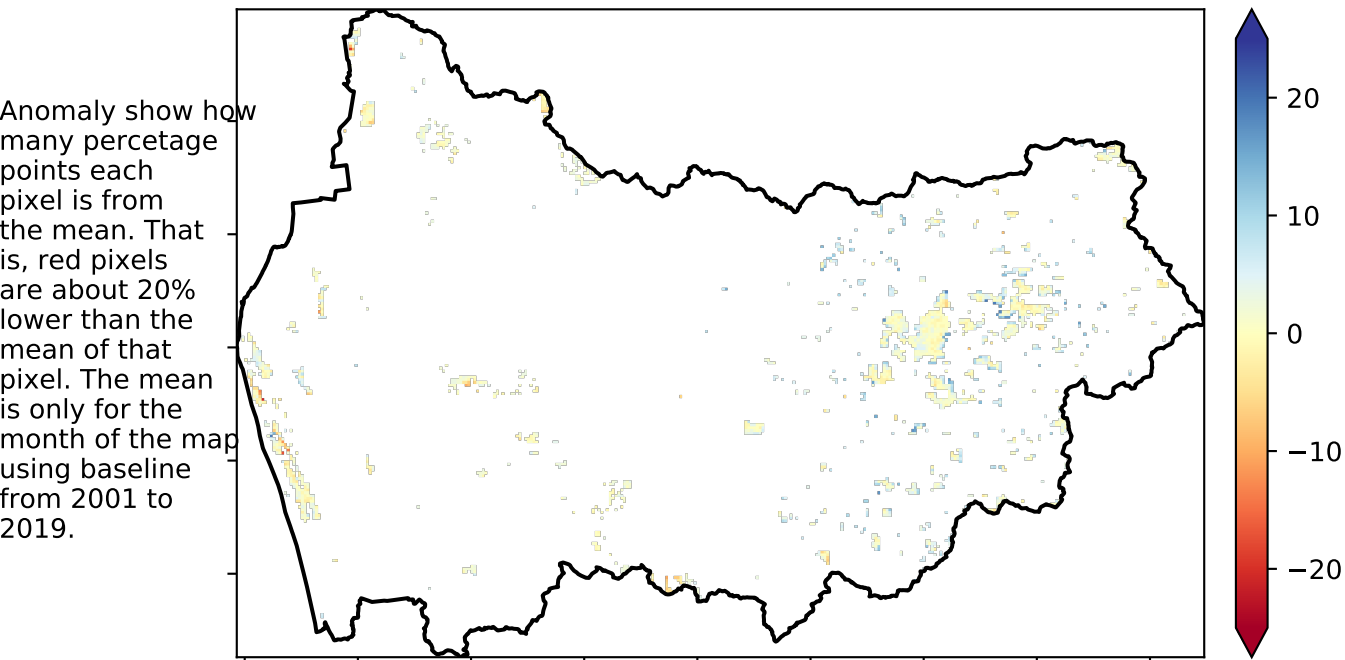 Anomaly show how
many percetage
points each
pixel is from
the mean. That
is, red pixels
are about 20%
lower than the
mean of that
pixel. The mean
is only for the
month of the map
using baseline
from 2001 to
2019.
20
10
0
−10
−20